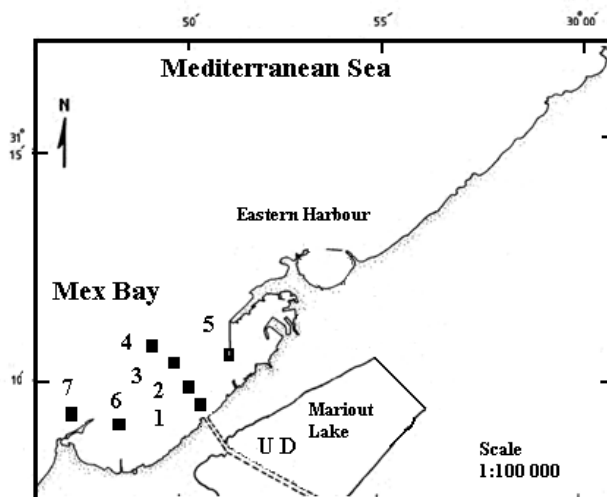 50′
55′
30° 00′
Mediterranean Sea
N
31°
15′
Eastern Harbour
Mex Bay
5
4
3
10′
7
2
6
1
Mariout
Lake
U D
Scale
1:100 000